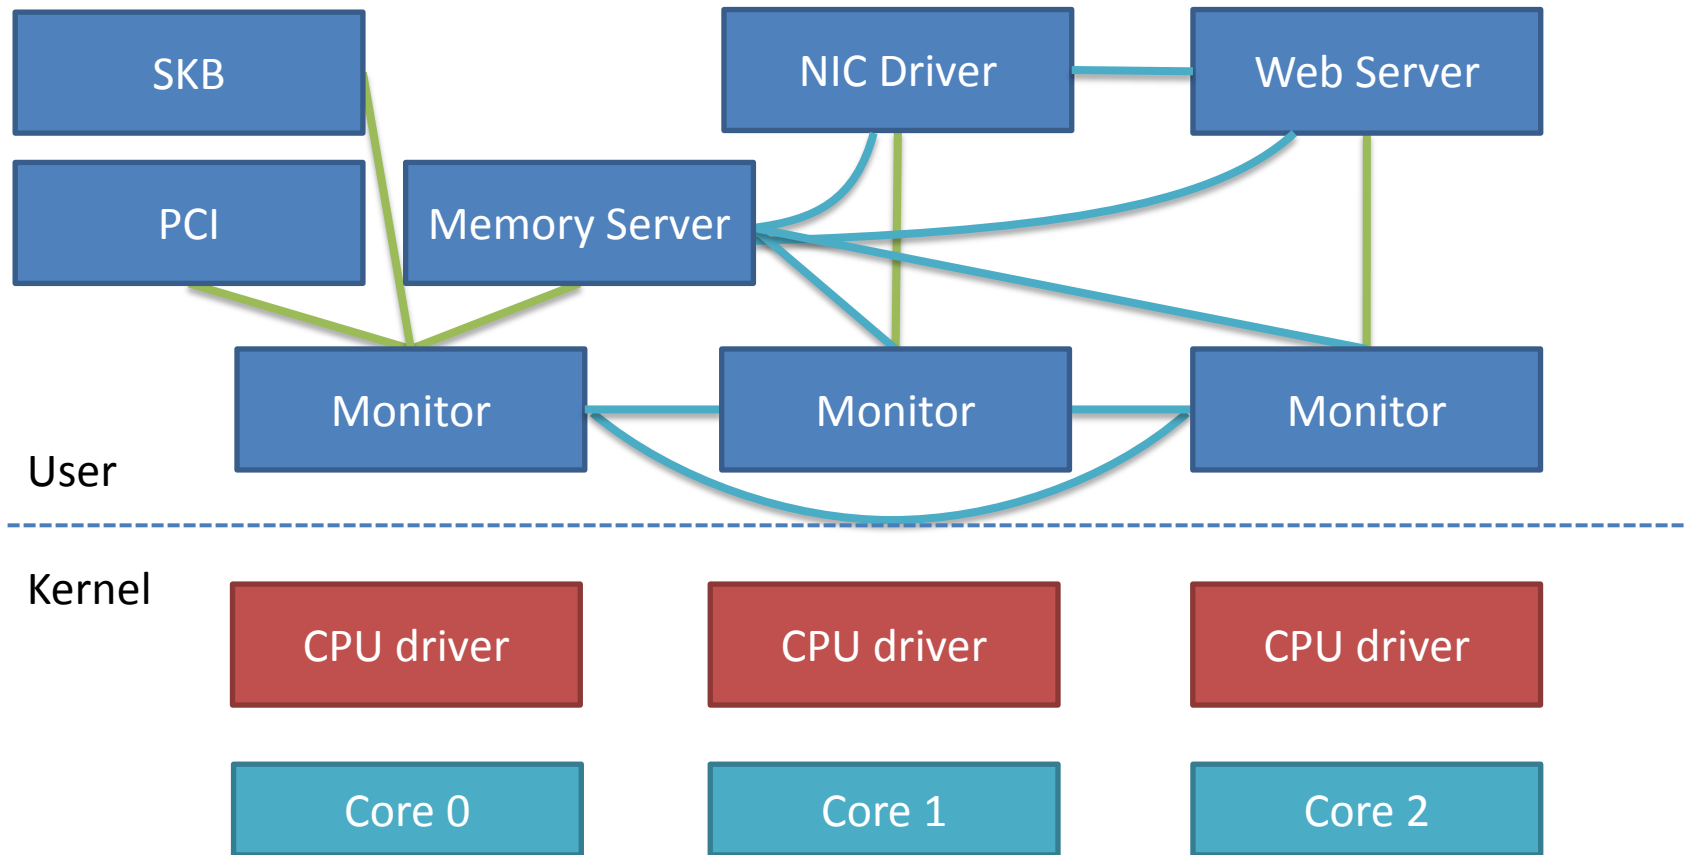 SKB
NIC Driver
Web Server
PCI
Memory Server
Monitor
Monitor
Monitor
User
Kernel
CPU driver
CPU driver
CPU driver
Core 0
Core 1
Core 2